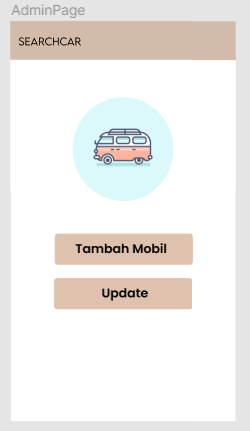 AdminPage
SEARCHCAR
Tambah Mobil
Update